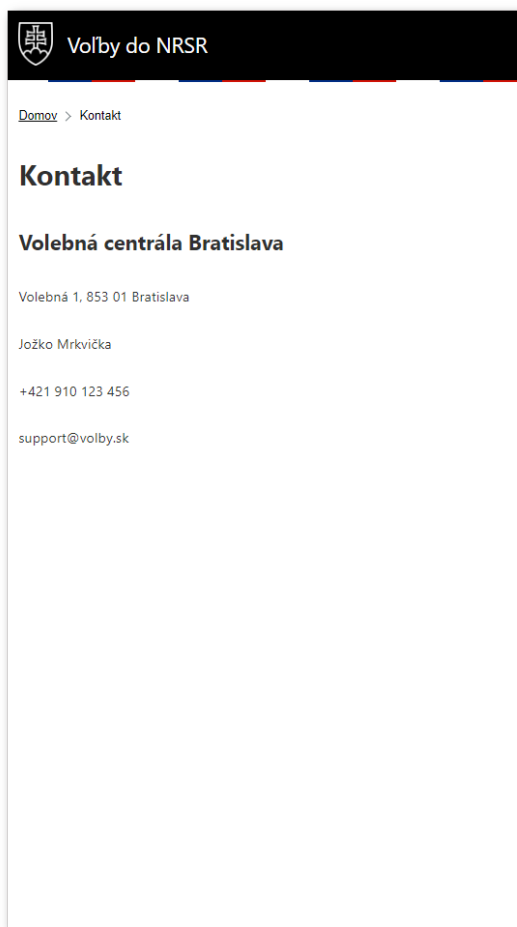 Voľby do NRSR
Domov > Kontakt
Kontakt
Volebná centrála Bratislava
Volebná 1, 853 01 Bratislava
Jožko Mrkvička
+421 910 123 456
support@volby.sk